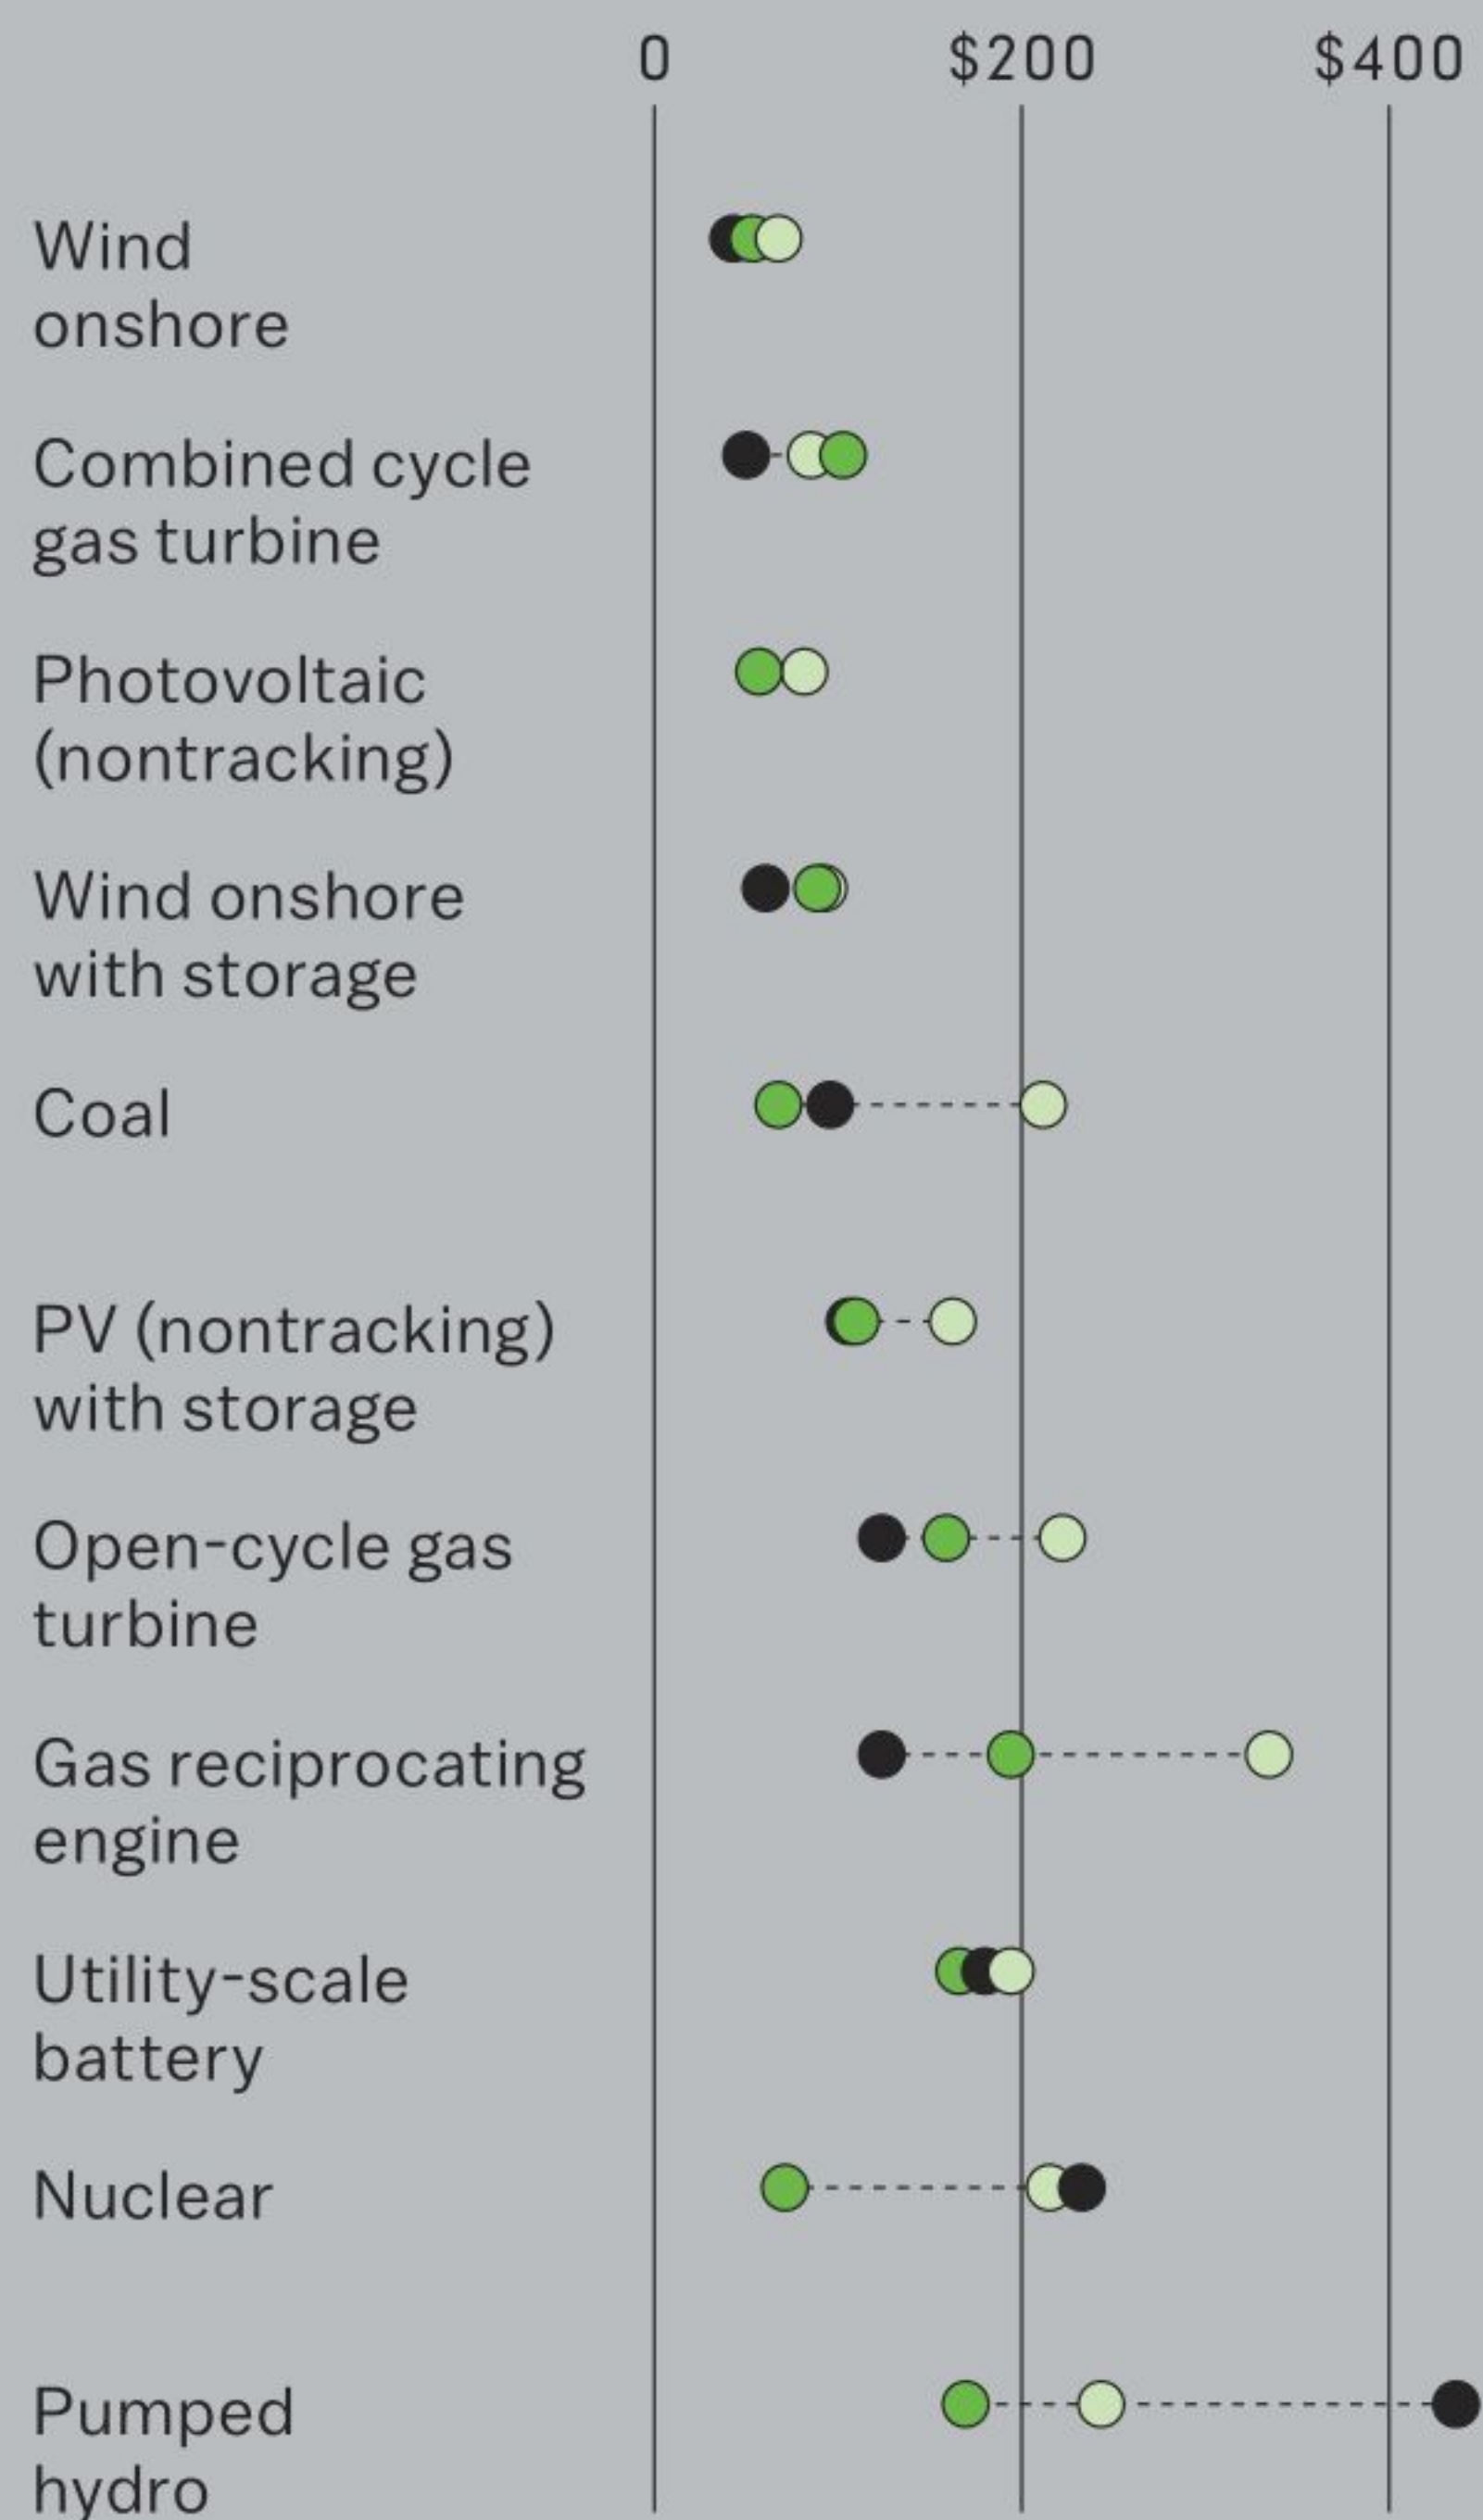 0 $200 $400
Wind
onshore
Combined cycle
gas turbine
Photovoltaic
(nontracking)
Wind onshore
with storage
Coal
PV (nontracking)
with storage
Open-cycle gas
turbine
Gas reciprocating
engine
Utility-scale
battery
Nuclear
Pumped
hydro